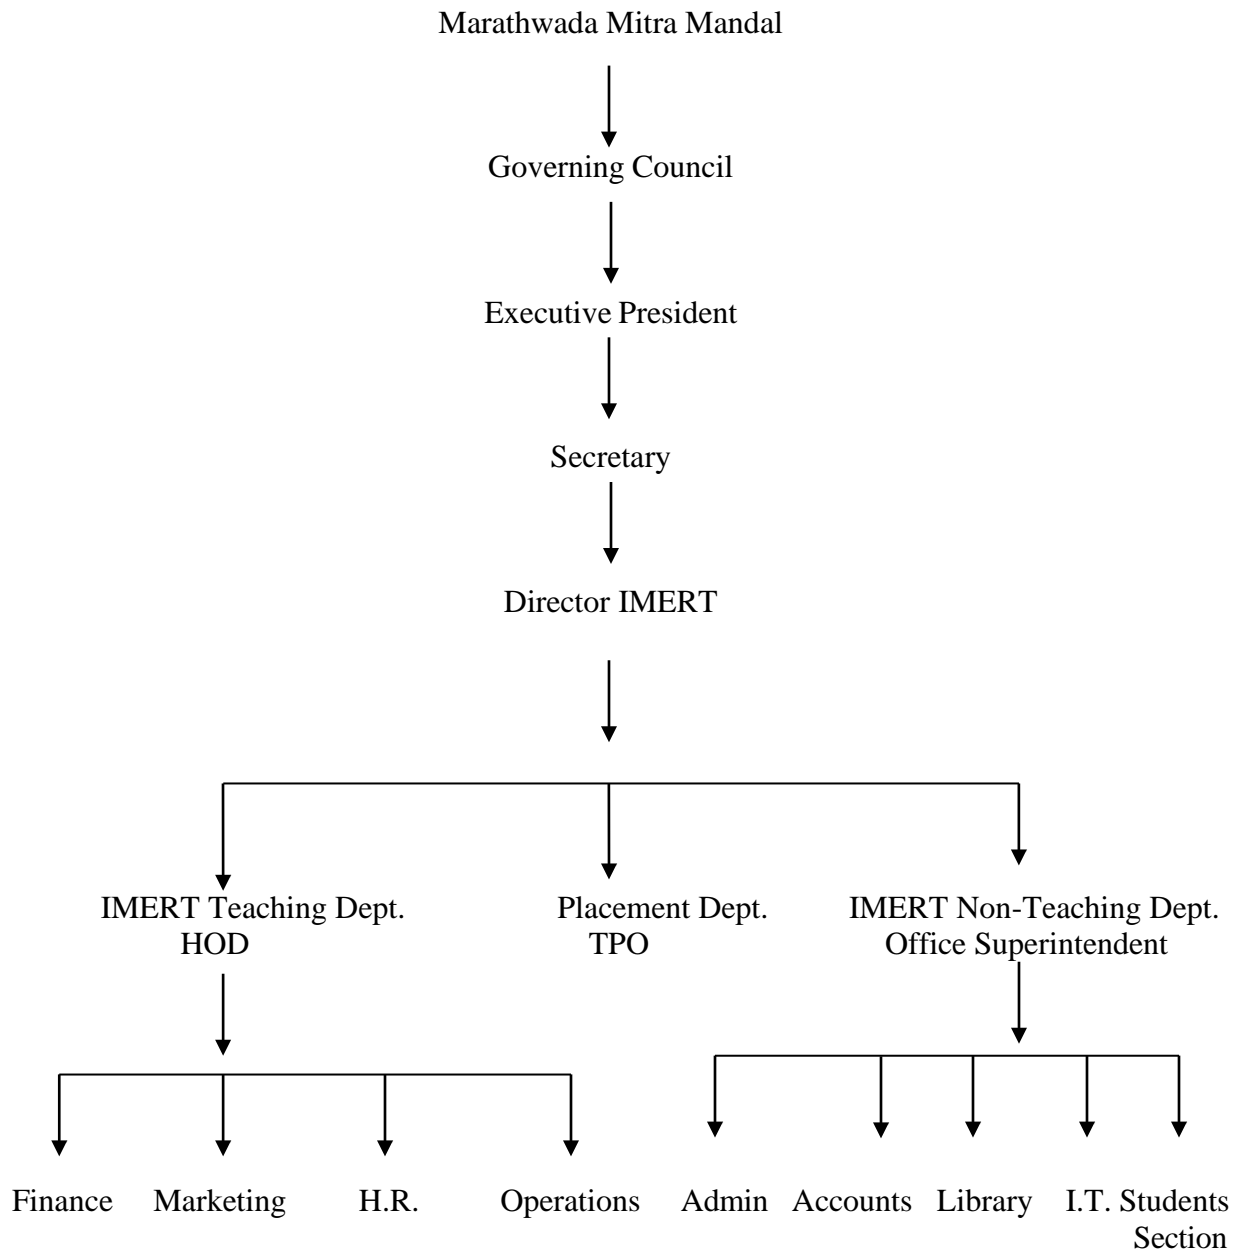 Marathwada Mitra Mandal
Governing Council
Executive President
Secretary
Director IMERT
IMERT Teaching Dept.
HOD
Placement Dept.
TPO
IMERT Non-Teaching Dept.
Office Superintendent
Finance
Marketing
H.R.
Operations
Admin
Accounts
Library
I.T.
Students
Section